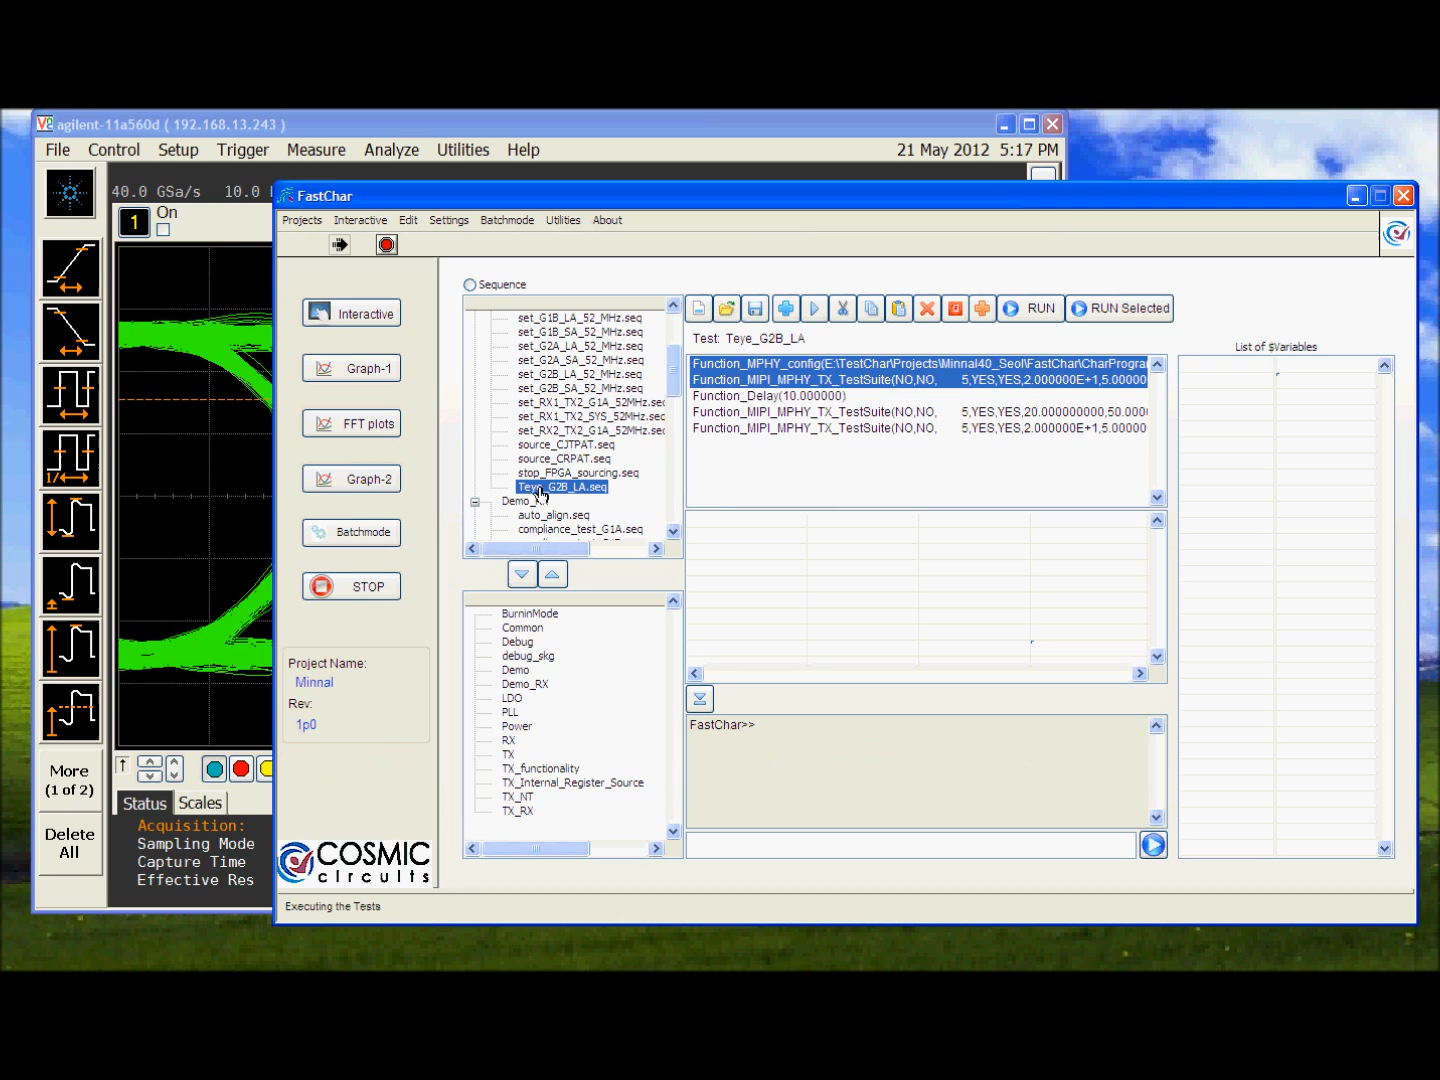 agilent-11a560d ( 192.168.13.243 )
File Control Setup Trigger Measure Analyze Utilities Help
21 May 2012 5:17 PM
40.0 GSa/s 10.0
1
On
FastChar
Projects Interactive Edit Settings Batchmode Utilities About
Interactive
Graph-1
FFT plots
Graph-2
Batchmode
STOP
Project Name:
Minnal
Rev:
1p0
COSMIC
circuits
Sequence
set_G1B_LA_52_MHz.seq
set_G1B_SA_52_MHz.seq
set_G2A_LA_52_MHz.seq
set_G2A_SA_52_MHz.seq
set_G2B_LA_52_MHz.seq
set_G2B_SA_52_MHz.seq
set_RX1_TX2_G1A_52MHz.sec
set_RX1_TX2_SYS_52MHz.sec
set_RX2_TX2_G1A_52MHz.sec
source_CJTPAT.seq
source_CRPAT.seq
stop_FPGA_sourcing.seq
Teye_G2B_LA.seq
auto_align.seq
compliance_test_G1A.seq
BurninMode
Common
Debug
debug_skg
Demo
Demo_RX
LDO
PLL
Power
RX
TX
TX_functionality
TX_Internal_Register_Source
TX_NT
TX_RX
RUN
RUN Selected
Test: Teye_G2B_LA
Function_MPHY_config(E:\TestChar\Projects\Minnal40_Seol\FastChar\CharPrograr
Function_MIPI_MPHY_TX_TestSuite(NO,NO, 5,YES,YES,2.000000E+1,5.00000
Function_Delay(10.000000)
Function_MIPI_MPHY_TX_TestSuite(NO,NO, 5,YES,YES,20.000000000,50.000
Function_MIPI_MPHY_TX_TestSuite(NO,NO, 5,YES,YES,2.000000E+1,5.00000
FastChar>>
List of $Variables
More
(1 of 2)
Delete
All
Status Scales
Acquisition:
Sampling Mode
Capture Time
Effective Res
Executing the Tests